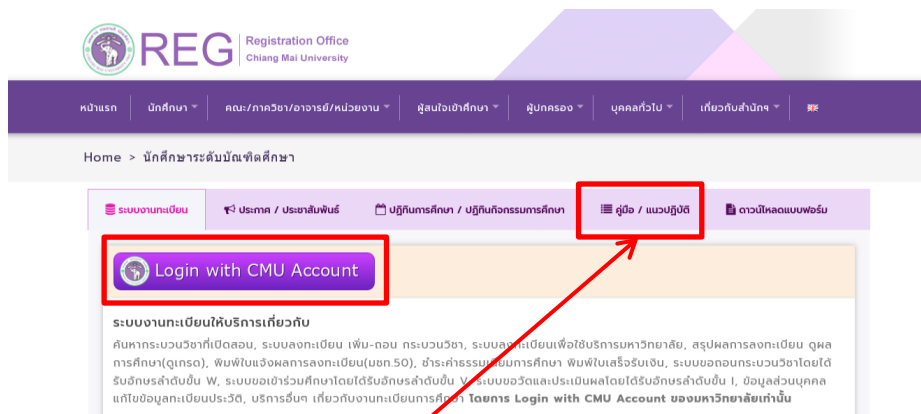 REG Registration Office
Chiang Mai University
หน้าแรก นักศึกษา คณะ/ภาควิชา/อาจารย์/หน่วยงาน ผู้สนใจเข้าศึกษา ผู้ปกครอง บุคคลทั่วไป เกี่ยวกับสำนักฯ
Home > นักศึกษาระดับบัณฑิตศึกษา
ระบบงานทะเบียน ประกาศ / ประชาสัมพันธ์ ปฏิทินการศึกษา / ปฏิทินกิจกรรมการศึกษา คู่มือ / แนวปฏิบัติ ดาวน์โหลดแบบฟอร์ม
Login with CMU Account
ระบบงานทะเบียนให้บริการเกี่ยวกับ
ค้นหากระบวนวิชาที่เปิดสอน, ระบบลงทะเบียน เพิ่ม-ถอน กระบวนวิชา, ระบบลงทะเบียนเพื่อใช้บริการมหาวิทยาลัย, สรุปผลการลงทะเบียน ดูผล
การศึกษา(ดูเกรด), พิมพ์ใบแจ้งผลการลงทะเบียน(มชท.50), ชำระค่าธรรมเนียมการศึกษา พิมพ์ใบเสร็จรับเงิน, ระบบขอถอนกระบวนวิชาโดยได้
รับอักษรลำดับขั้น W, ระบบขอเข้าร่วมศึกษาโดยได้รับอักษรลำดับขั้น V, ระบบขอวัดและประเมินผลโดยได้รับอักษรลำดับขั้น I, ข้อมูลส่วนบุคคล
แก้ไขข้อมูลทะเบียนประวัติ, บริการอื่นๆ เกี่ยวกับงานทะเบียนการศึกษา โดยการ Login with CMU Account ของมหาวิทยาลัยเท่านั้น